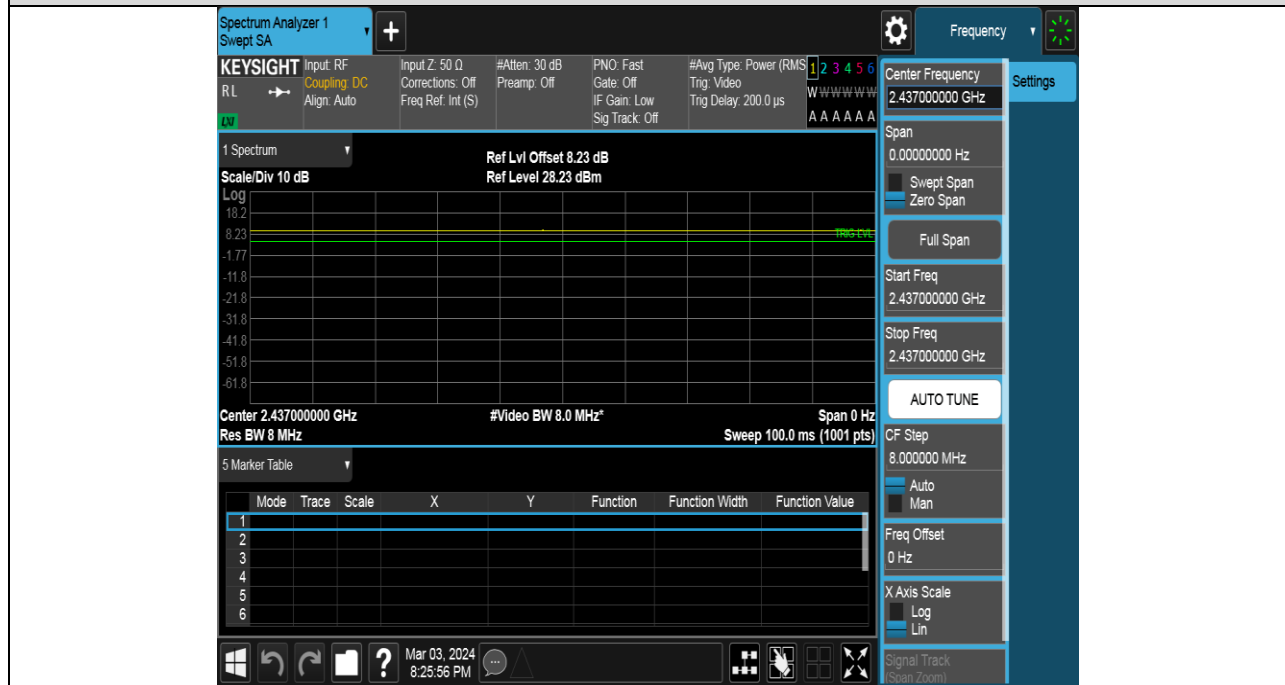 Spectrum Analyzer 1
Swept SA
+
Frequency
KEYSIGHT
RL
LXI
Input: RF
Coupling: DC
Align: Auto
Input Z: 50 Ω
Corrections: Off
Freq Ref: Int (S)
#Atten: 30 dB
Preamp: Off
PNO: Fast
Gate: Off
IF Gain: Low
Sig Track: Off
#Avg Type: Power (RMS
Trig: Video
Trig Delay: 200.0 µs
1 2 3 4 5 6
W W W W W W
A A A A A A
1 Spectrum
Scale/Div 10 dB
Ref Lvl Offset 8.23 dB
Ref Level 28.23 dBm
Log
18.2
8.23
-1.77
-11.8
-21.8
-31.8
-41.8
-51.8
-61.8
TRIG LVL
Center 2.437000000 GHz
#Video BW 8.0 MHz*
Span 0 Hz
Res BW 8 MHz
Sweep 100.0 ms (1001 pts)
5 Marker Table
Mode Trace Scale X Y Function Function Width Function Value
1
2
3
4
5
6
?
Mar 03, 2024
8:25:56 PM
Center Frequency
2.437000000 GHz
Settings
Span
0.00000000 Hz
Swept Span
Zero Span
Full Span
Start Freq
2.437000000 GHz
Stop Freq
2.437000000 GHz
AUTO TUNE
CF Step
8.000000 MHz
Auto
Man
Freq Offset
0 Hz
X Axis Scale
Log
Lin
Signal Track
(Span Zoom)